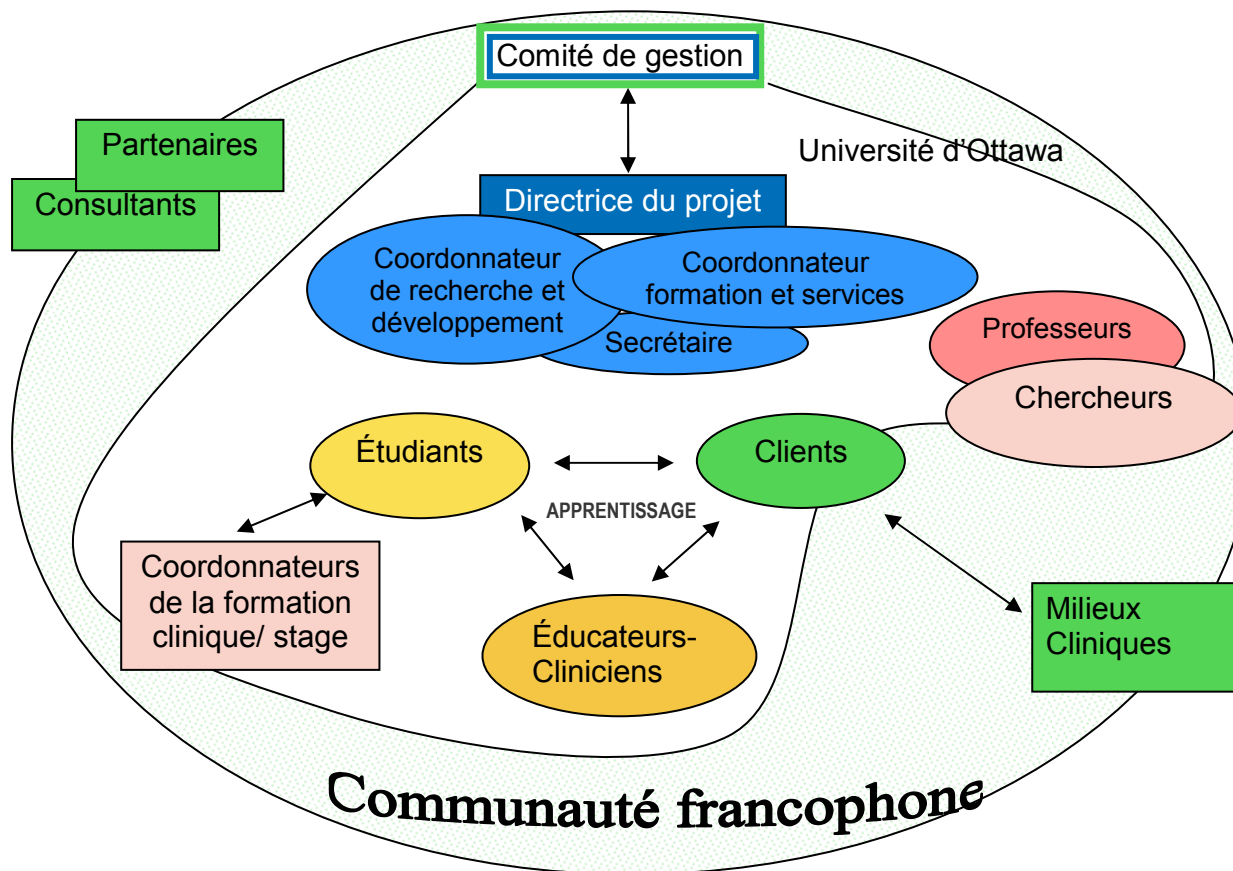 Comité de gestion
Partenaires
Consultants
Université d'Ottawa
Directrice du projet
Coordonnateur
de recherche et
développement
Coordonnateur
formation et services
Secrétaire
Professeurs
Chercheurs
Étudiants
Clients
APPRENTISSAGE
Coordonnateurs
de la formation
clinique/ stage
Éducateurs-
Cliniciens
Milieux
Cliniques
Communauté francophone